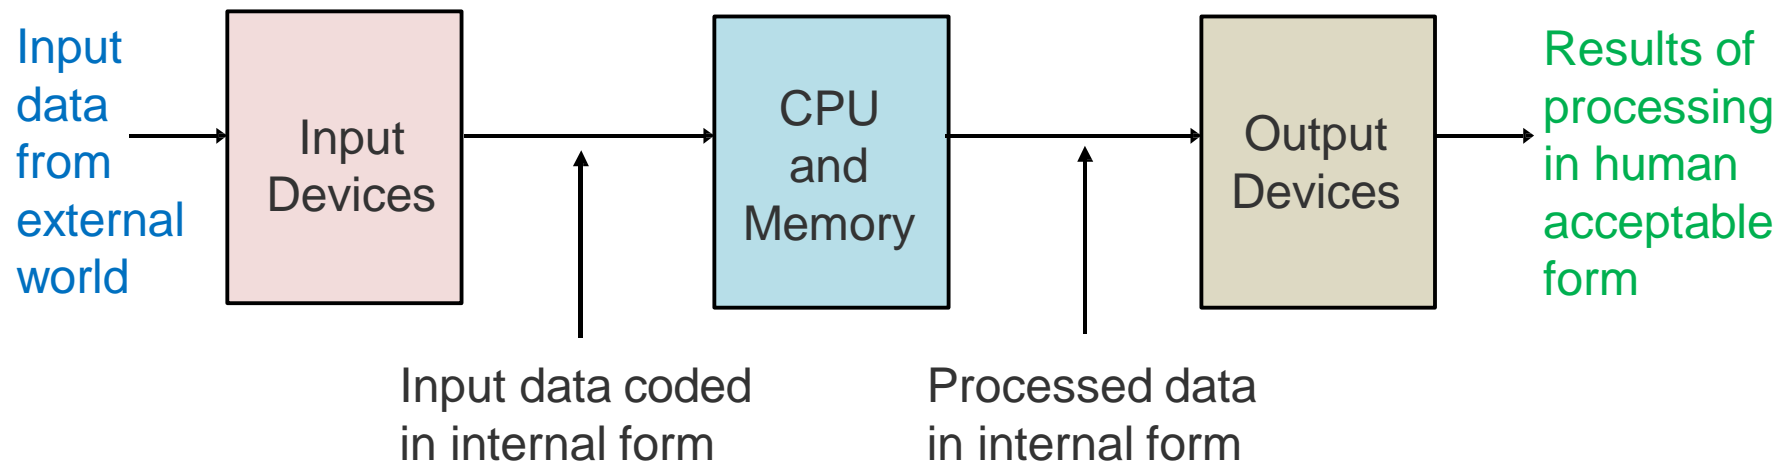 Input
data
from
external
world
Input
Devices
CPU
and
Memory
Output
Devices
Results of
processing
in human
acceptable
form
Input data coded
in internal form
Processed data
in internal form